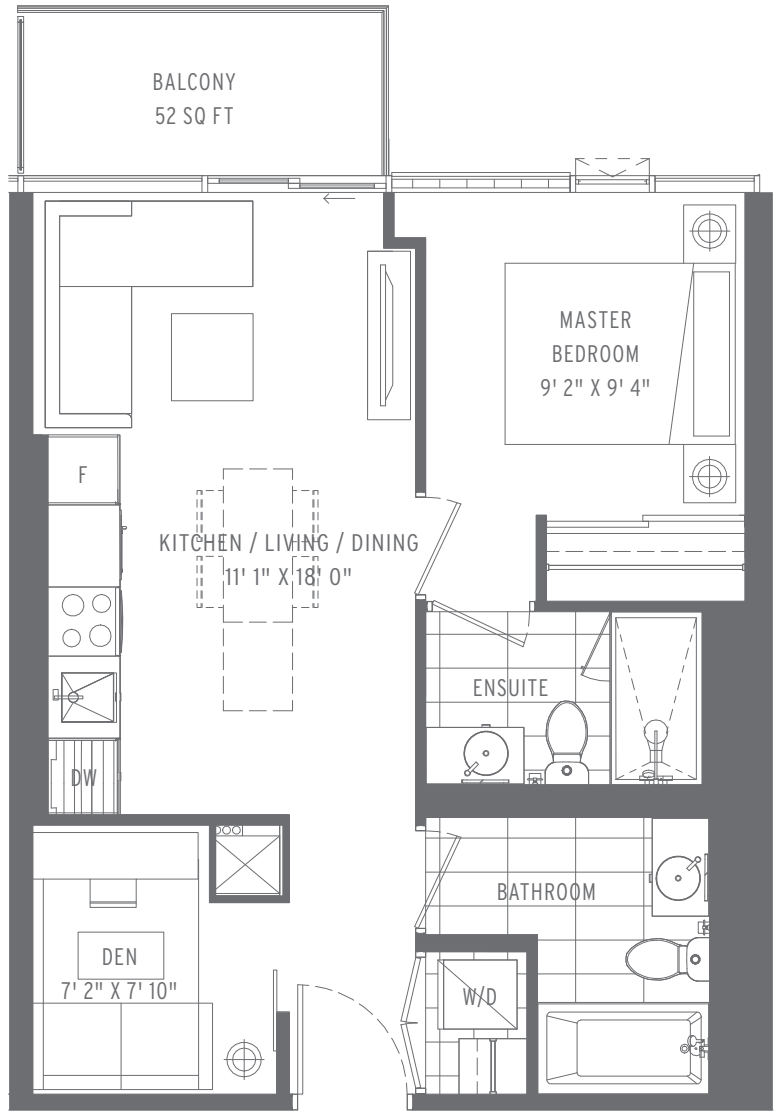 BALCONY
52 SQ FT
MASTER
BEDROOM
9' 2" X 9' 4"
F
KITCHEN / LIVING / DINING
11' 1" X 18' 0"
ENSUITE
DW
BATHROOM
DEN
7' 2" X 7' 10"
W/D